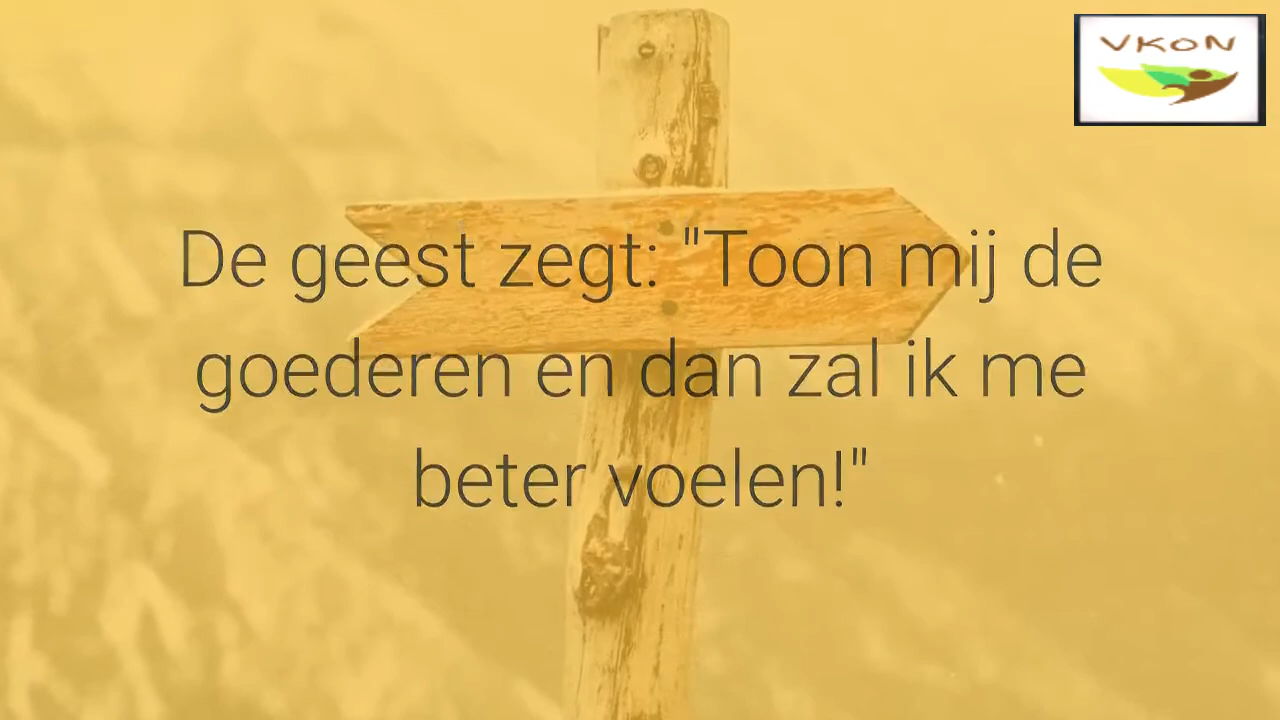 VKON
De geest zegt: "Toon mij de
goederen en dan zal ik me
beter voelen!"